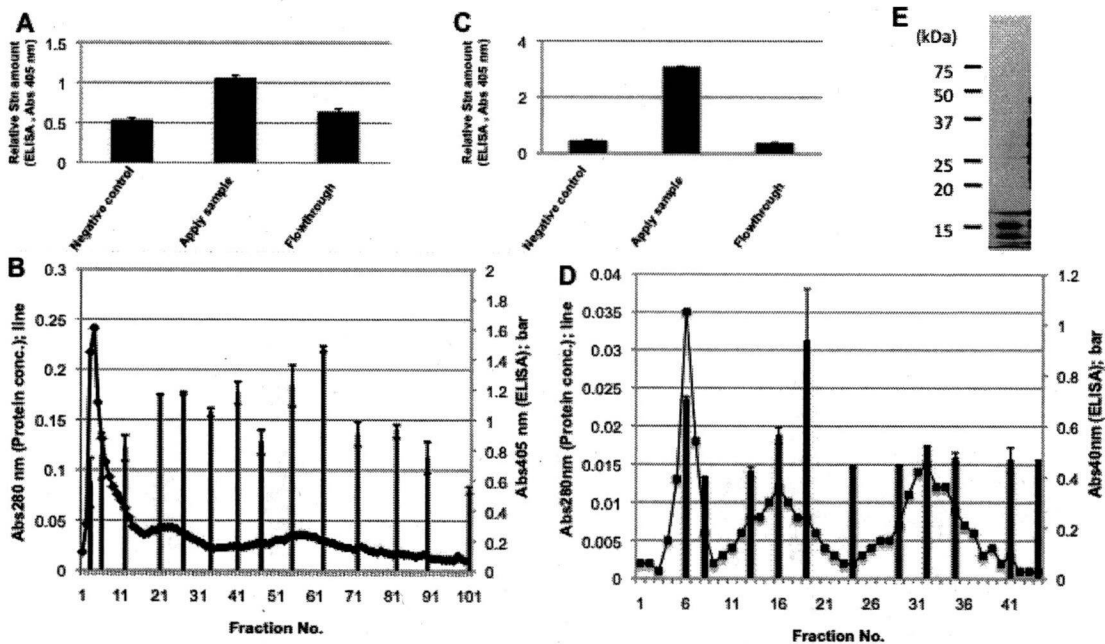 A
Relative Stn amount
(ELISA , Abs 405 nm)
1.5
1
0.5
0
Negative control
Apply sample
Flowthrough
C
Relative Stn amount
(ELISA , Abs 405 nm)
4
2
0
Negative control
Apply sample
Flowthrough
E
(kDa)
75
50
37
25
20
15
B
Abs280 nm (Protein conc.); line
0.3
0.25
0.2
0.15
0.1
0.05
0
2
1.8
1.6
1.4
1.2
1
0.8
0.6
0.4
0.2
0
Abs405 nm (ELISA); bar
1 11 21 31 41 51 61 71 81 91 101
Fraction No.
D
Abs280nm (Protein conc.); line
0.04
0.035
0.03
0.025
0.02
0.015
0.01
0.005
0
1.2
1
0.8
0.6
0.4
0.2
0
Abs40nm (ELISA); bar
1 6 11 16 21 26 31 36 41
Fraction No.